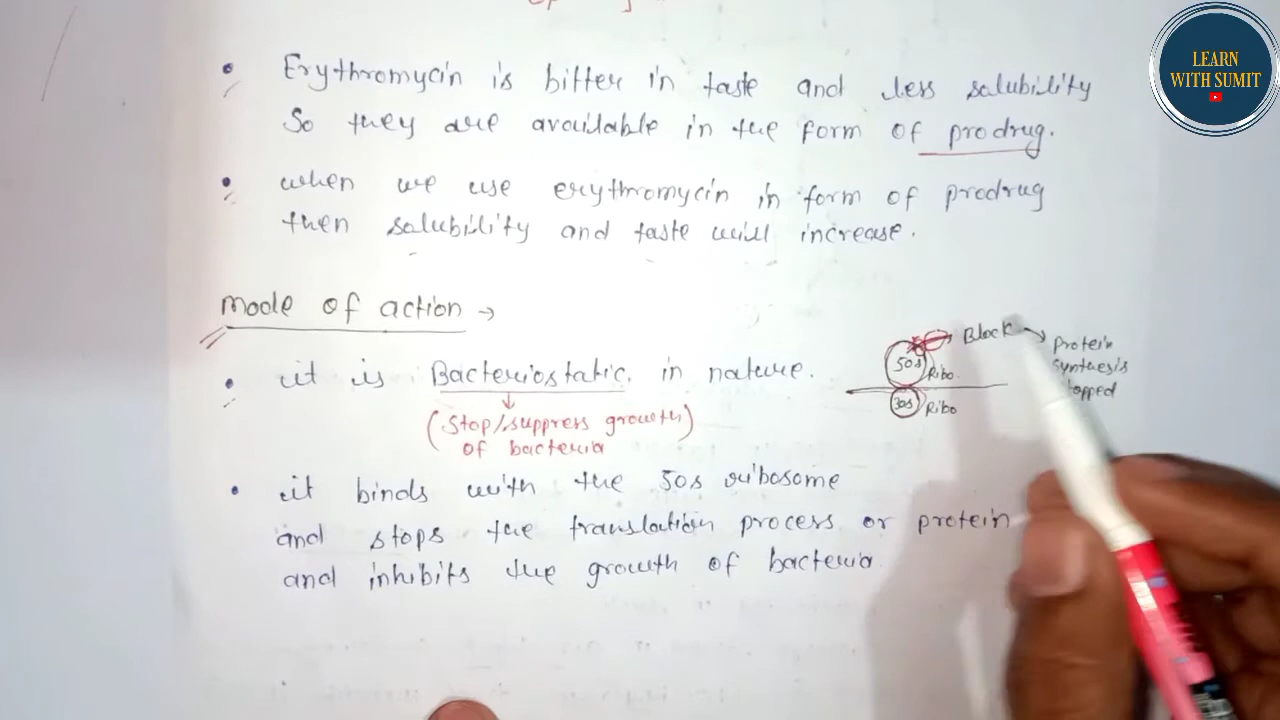 Erythromycin is bitter in taste and less solubility
So they are available in the form of prodrug.
when we use erythromycin in form of prodrug
then solubility and taste will increase.
Mode of action →
it is Bacteriostatic in nature.
(Stop/suppress growth
of bacteria)
it binds with the 50s ribosome
and stops the translation process or protein
and inhibits the growth of bacteria.
50s Ribo.
30s Ribo
Block
Protein
synthesis
LEARN
WITH SUMIT